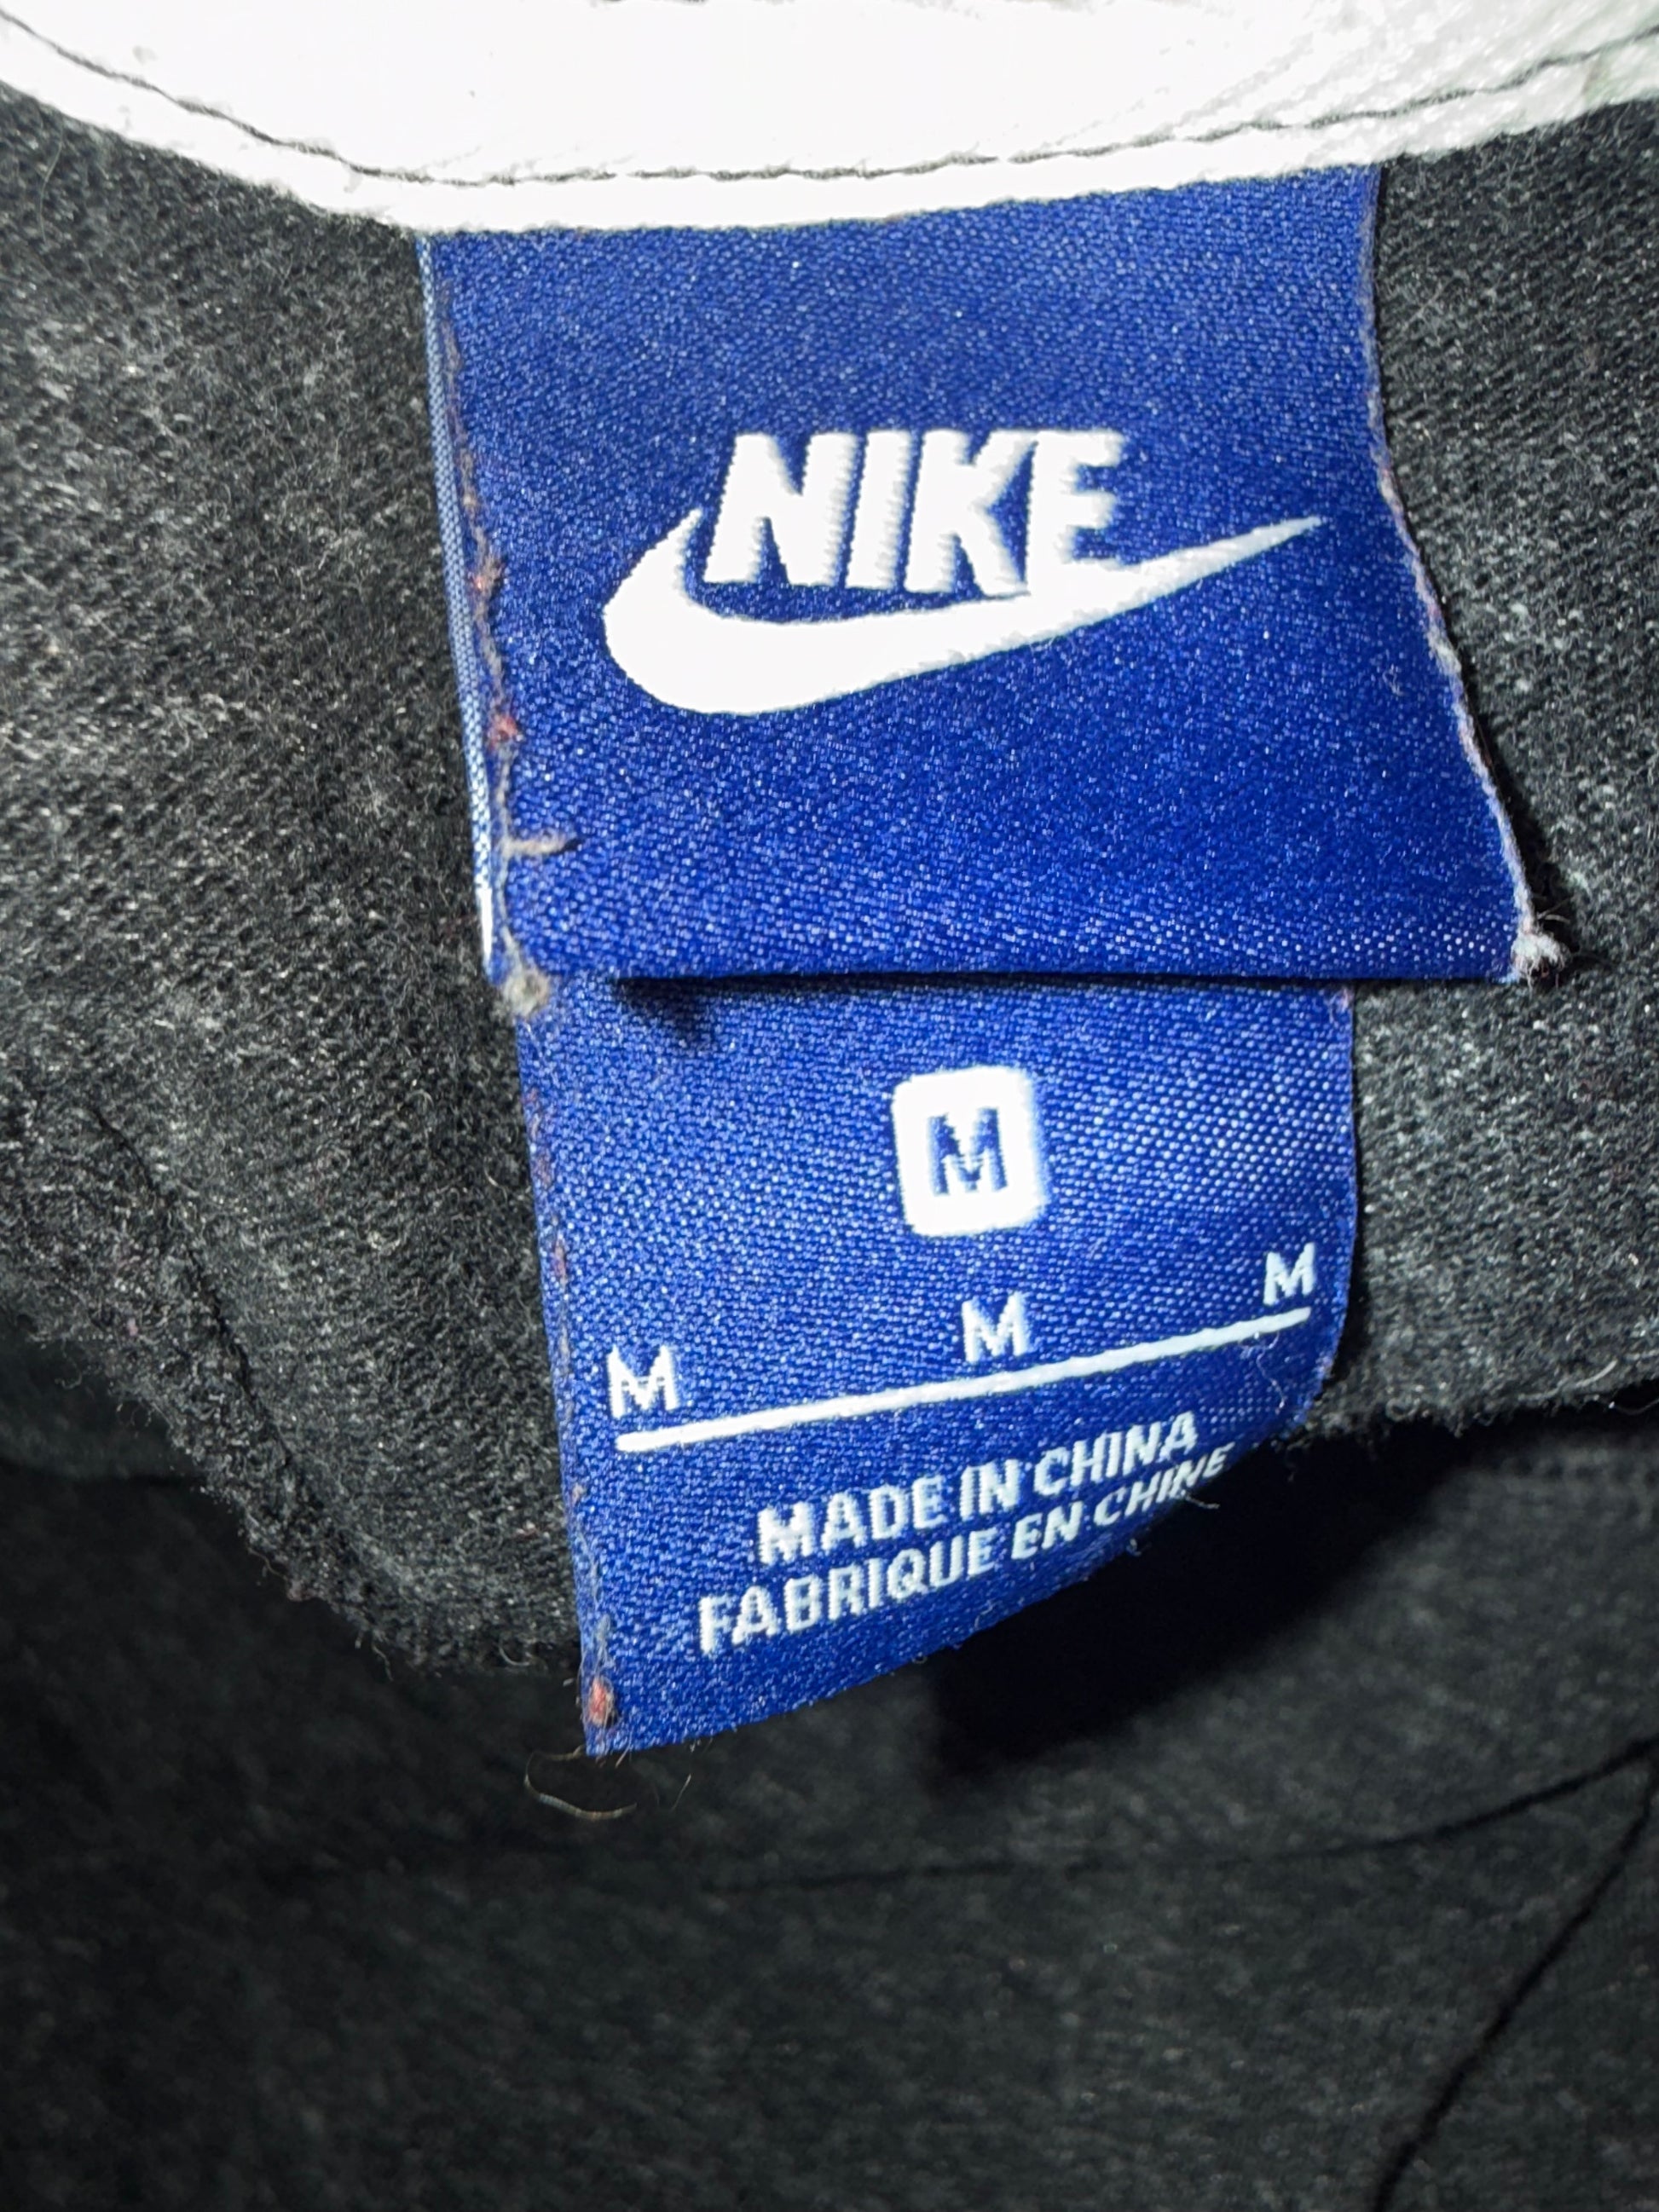 NIKE
M
M M M
MADE IN CHINA
FABRIQUE EN CHINE